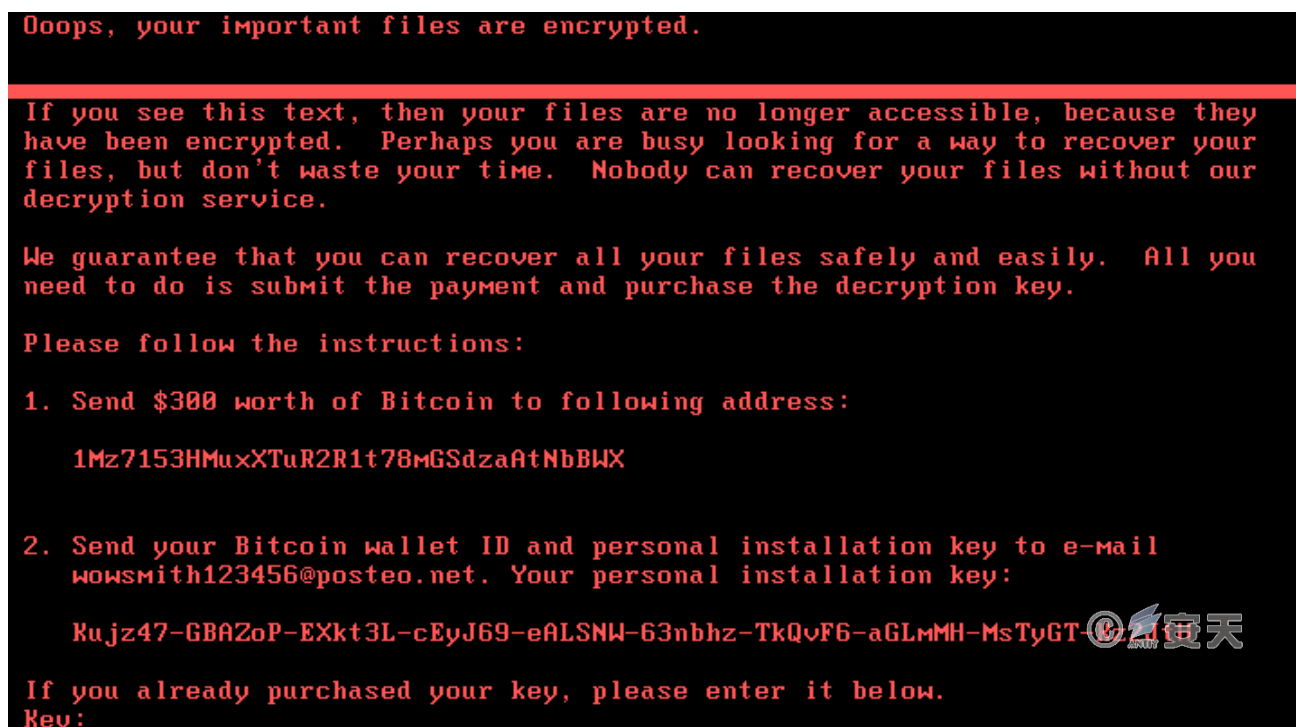 Ooops, your important files are encrypted.
If you see this text, then your files are no longer accessible, because they
have been encrypted.  Perhaps you are busy looking for a way to recover your
files, but don't waste your time.  Nobody can recover your files without our
decryption service.
We guarantee that you can recover all your files safely and easily.  All you
need to do is submit the payment and purchase the decryption key.
Please follow the instructions:
1. Send $300 worth of Bitcoin to following address:
1Mz7153HMuxXTuR2R1t78mGSdzaAtNbBWX
2. Send your Bitcoin wallet ID and personal installation key to e-mail
wowsmith123456@posteo.net. Your personal installation key:
Kujz47-GBAZoP-EXkt3L-cEyJ69-eALSNW-63nbhz-TkQvF6-aGLmMH-MsTyGT-
ANTIY 安天
If you already purchased your key, please enter it below.
Key: